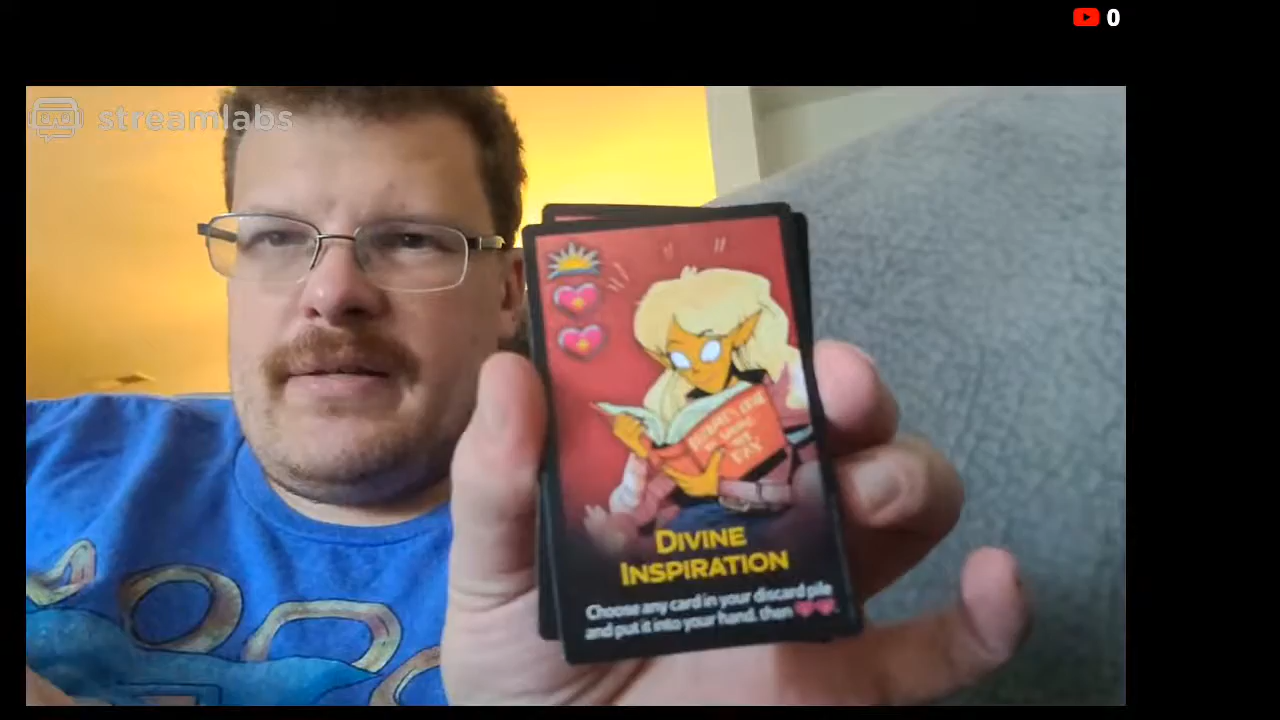 0
streamlabs
DIVINE
INSPIRATION
Choose any card in your discard pile
and put it into your hand, then